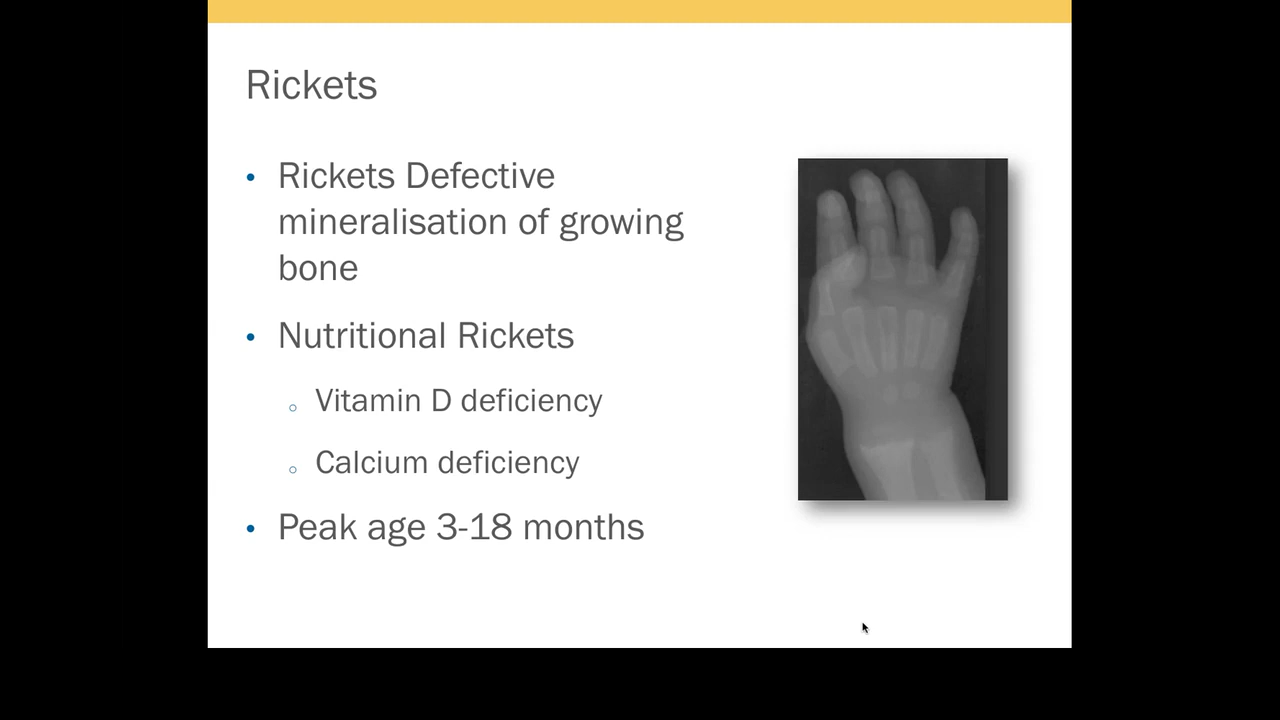 Rickets
• Rickets Defective
mineralisation of growing
bone
• Nutritional Rickets
○ Vitamin D deficiency
○ Calcium deficiency
• Peak age 3-18 months